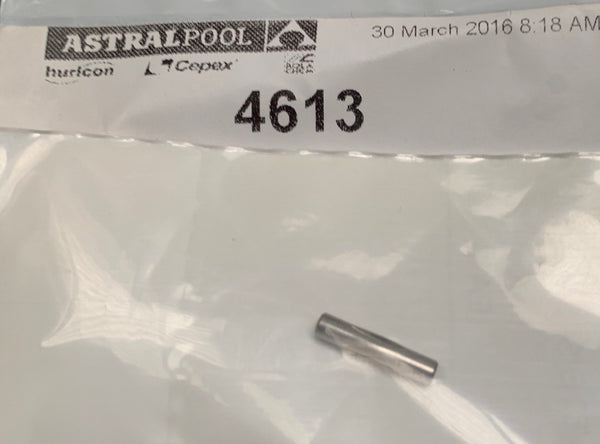 ASTRALPOOL
30 March 2016 8:18 AM
hurlcon
Cepex
4613